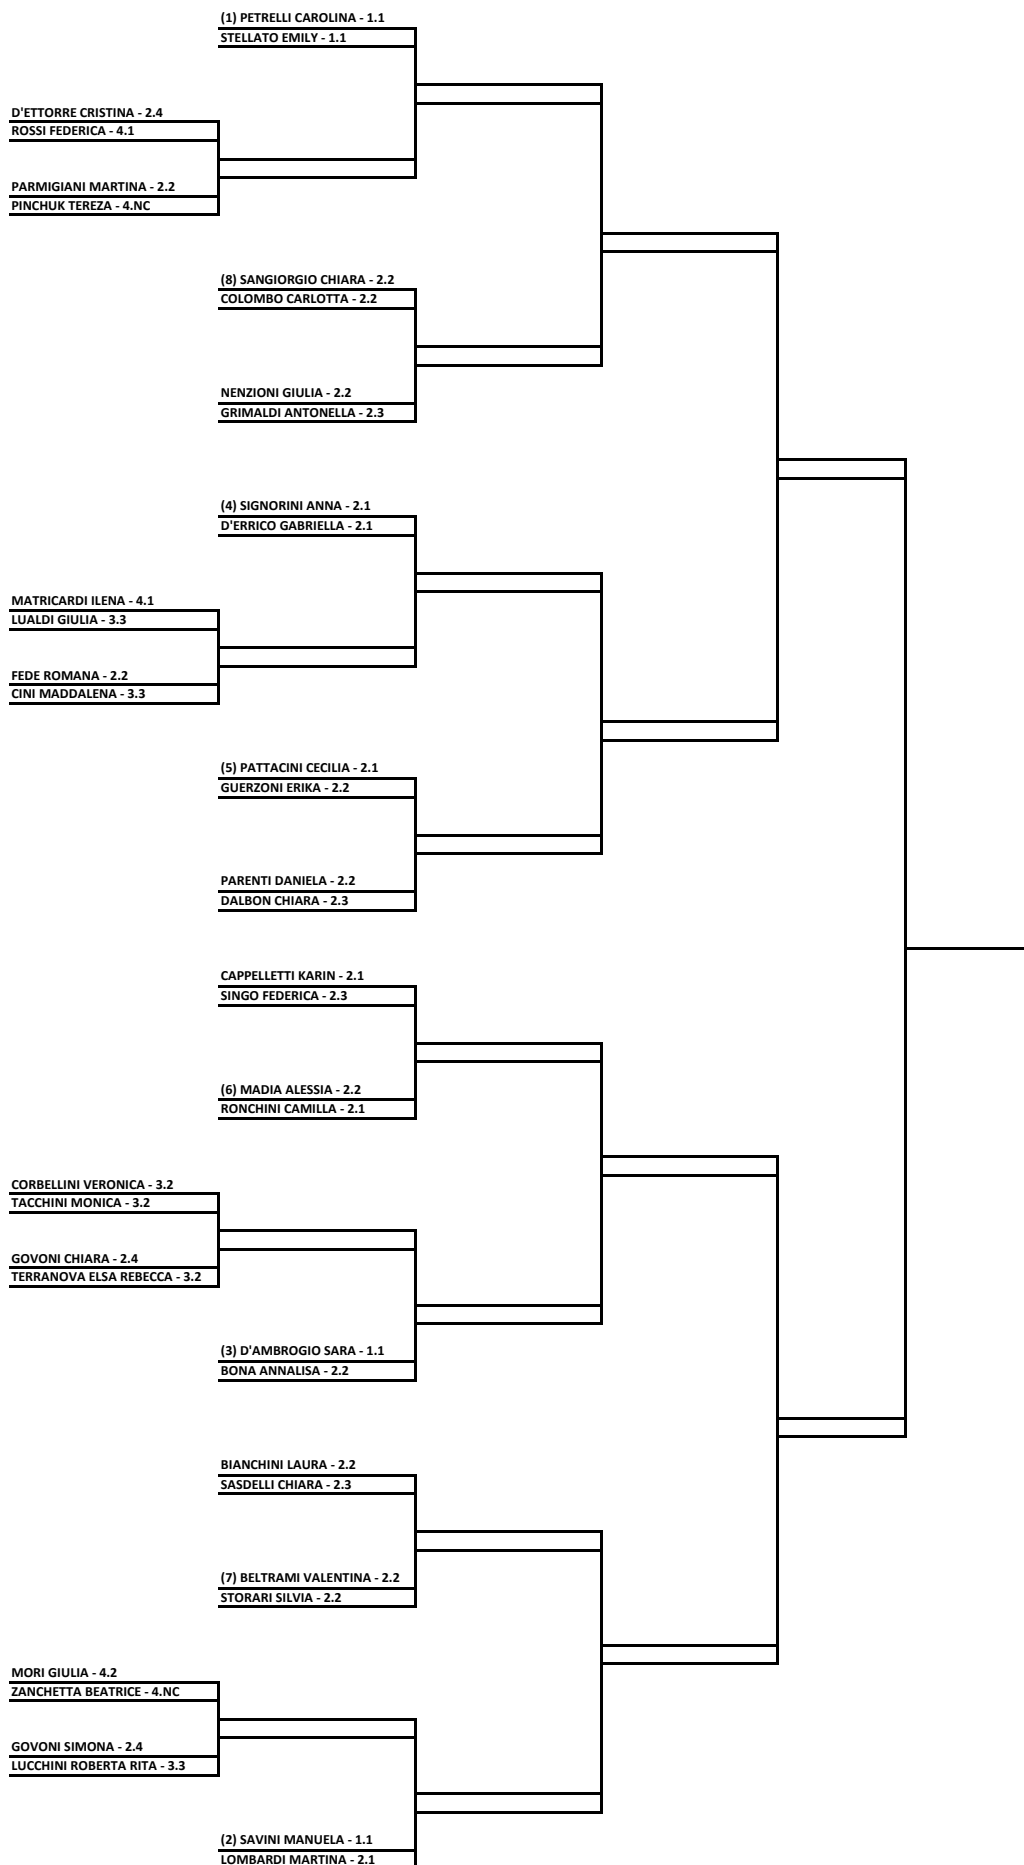 (1) PETRELLI CAROLINA - 1.1
STELLATO EMILY - 1.1
D'ETTORRE CRISTINA - 2.4
ROSSI FEDERICA - 4.1
PARMIGIANI MARTINA - 2.2
PINCHUK TEREZA - 4.NC
(8) SANGIORGIO CHIARA - 2.2
COLOMBO CARLOTTA - 2.2
NENZIONI GIULIA - 2.2
GRIMALDI ANTONELLA - 2.3
(4) SIGNORINI ANNA - 2.1
D'ERRICO GABRIELLA - 2.1
MATRICARDI ILENA - 4.1
LUALDI GIULIA - 3.3
FEDE ROMANA - 2.2
CINI MADDALENA - 3.3
(5) PATTACINI CECILIA - 2.1
GUERZONI ERIKA - 2.2
PARENTI DANIELA - 2.2
DALBON CHIARA - 2.3
CAPPELLETTI KARIN - 2.1
SINGO FEDERICA - 2.3
(6) MADIA ALESSIA - 2.2
RONCHINI CAMILLA - 2.1
CORBELLINI VERONICA - 3.2
TACCHINI MONICA - 3.2
GOVONI CHIARA - 2.4
TERRANOVA ELSA REBECCA - 3.2
(3) D'AMBROGIO SARA - 1.1
BONA ANNALISA - 2.2
BIANCHINI LAURA - 2.2
SASDELLI CHIARA - 2.3
(7) BELTRAMI VALENTINA - 2.2
STORARI SILVIA - 2.2
MORI GIULIA - 4.2
ZANCHETTA BEATRICE - 4.NC
GOVONI SIMONA - 2.4
LUCCHINI ROBERTA RITA - 3.3
(2) SAVINI MANUELA - 1.1
LOMBARDI MARTINA - 2.1